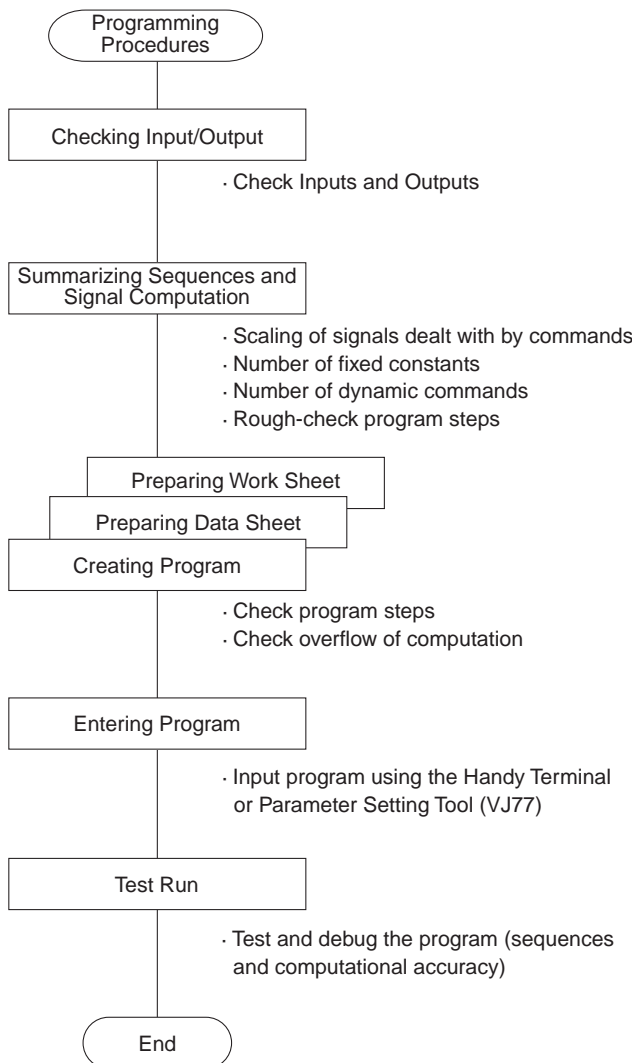 Programming
Procedures
Checking Input/Output
· Check Inputs and Outputs
Summarizing Sequences and
Signal Computation
· Scaling of signals dealt with by commands
· Number of fixed constants
· Number of dynamic commands
· Rough-check program steps
Preparing Work Sheet
Preparing Data Sheet
Creating Program
· Check program steps
· Check overflow of computation
Entering Program
· Input program using the Handy Terminal
or Parameter Setting Tool (VJ77)
Test Run
· Test and debug the program (sequences
and computational accuracy)
End